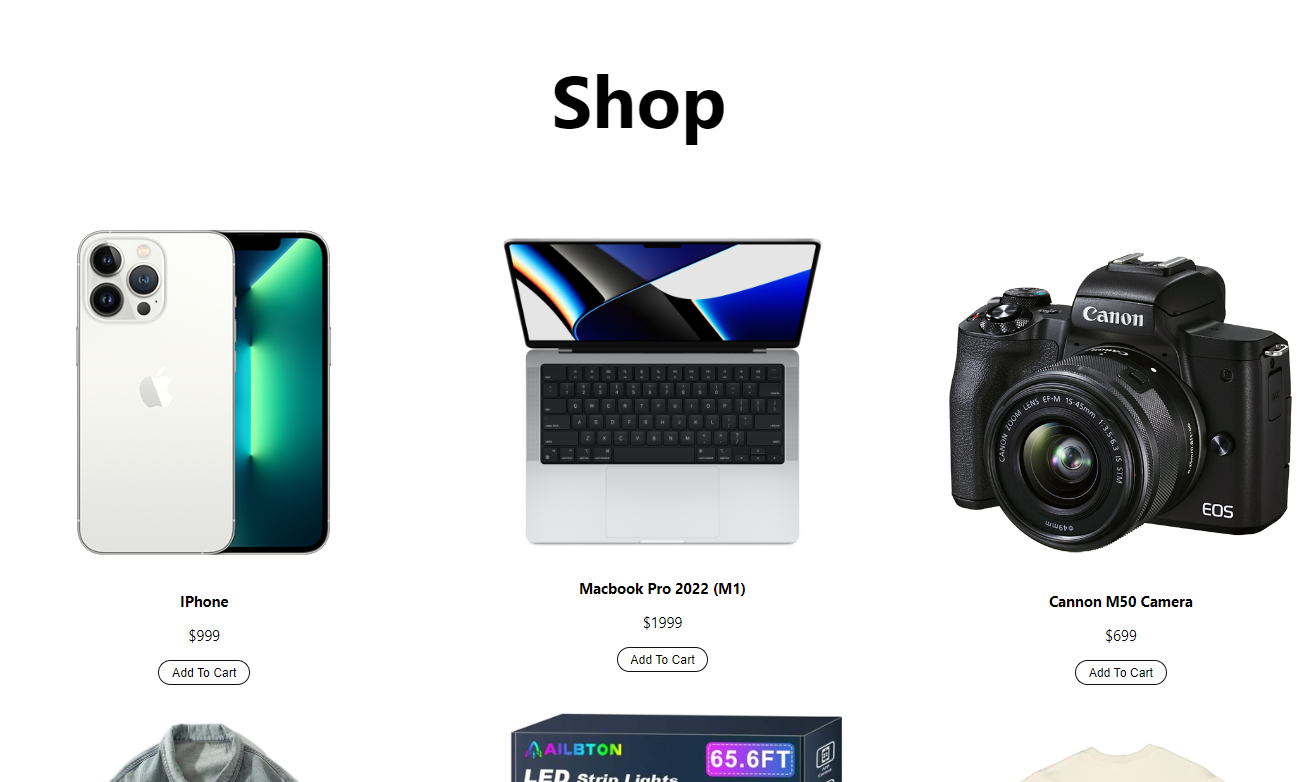 Shop
Canon
CANON ZOOM LENS EF-M 15-45mm 1:3.5-6.3 IS STM
Canon
EOS
⌀49mm
IPhone
$999
Add To Cart
Macbook Pro 2022 (M1)
$1999
Add To Cart
Cannon M50 Camera
$699
Add To Cart
AILBTON
65.6FT
LED Strip Lights